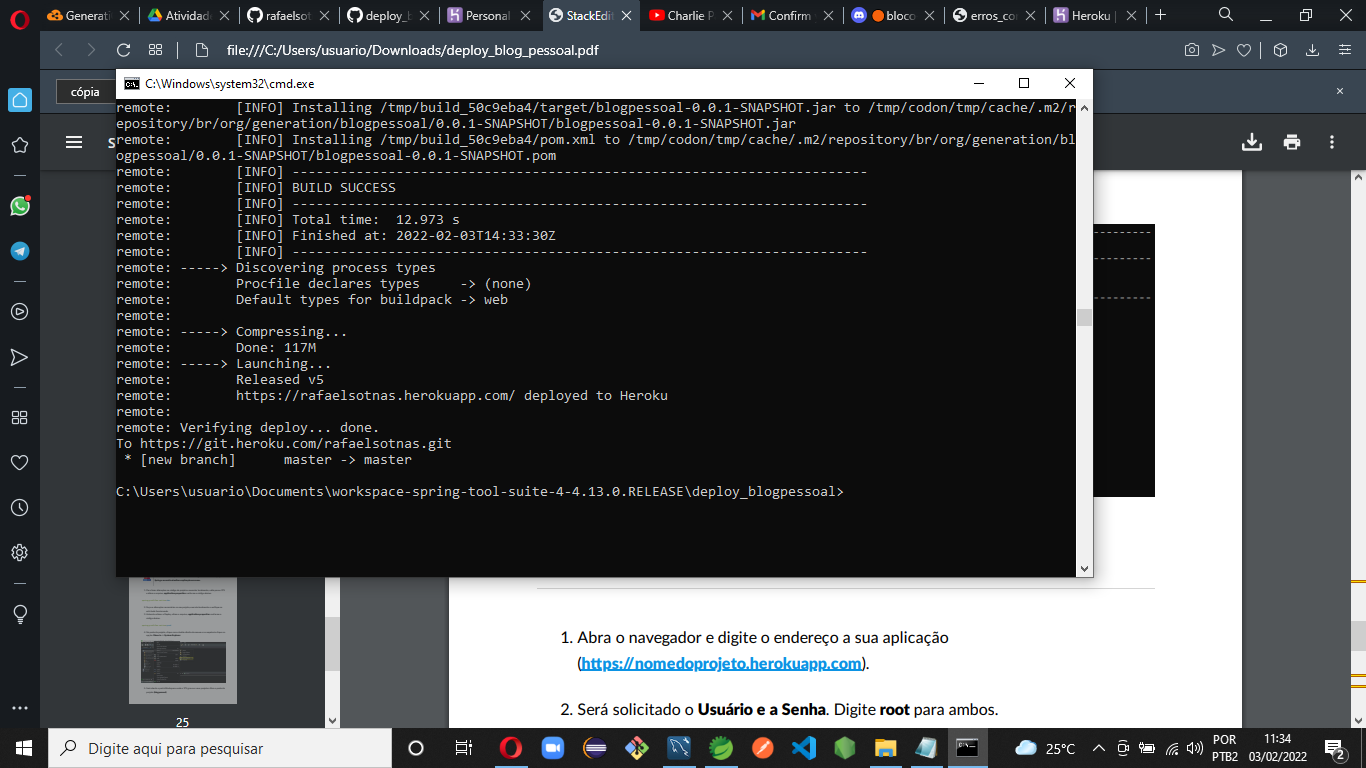 Generati
Atividad
rafaelsot
deploy_b
Personal
StackEdit
Charlie P
Confirm
bloco
erros_co
Heroku |
file:///C:/Users/usuario/Downloads/deploy_blog_pessoal.pdf
cópia
C:\Windows\system32\cmd.exe
remote:        [INFO] Installing /tmp/build_50c9eba4/target/blogpessoal-0.0.1-SNAPSHOT.jar to /tmp/codon/tmp/cache/.m2/r
epository/br/org/generation/blogpessoal/0.0.1-SNAPSHOT/blogpessoal-0.0.1-SNAPSHOT.jar
remote:        [INFO] Installing /tmp/build_50c9eba4/pom.xml to /tmp/codon/tmp/cache/.m2/repository/br/org/generation/bl
ogpessoal/0.0.1-SNAPSHOT/blogpessoal-0.0.1-SNAPSHOT.pom
remote:        [INFO] ------------------------------------------------------------------------
remote:        [INFO] BUILD SUCCESS
remote:        [INFO] ------------------------------------------------------------------------
remote:        [INFO] Total time:  12.973 s
remote:        [INFO] Finished at: 2022-02-03T14:33:30Z
remote:        [INFO] ------------------------------------------------------------------------
remote: -----> Discovering process types
remote:        Procfile declares types     -> (none)
remote:        Default types for buildpack -> web
remote:
remote: -----> Compressing...
remote:        Done: 117M
remote: -----> Launching...
remote:        Released v5
remote:        https://rafaelsotnas.herokuapp.com/ deployed to Heroku
remote:
remote: Verifying deploy... done.
To https://git.heroku.com/rafaelsotnas.git
 * [new branch]      master -> master
C:\Users\usuario\Documents\workspace-spring-tool-suite-4-4.13.0.RELEASE\deploy_blogpessoal>
25
1. Abra o navegador e digite o endereço a sua aplicação
(https://nomedoprojeto.herokuapp.com).
2. Será solicitado o Usuário e a Senha. Digite root para ambos.
Digite aqui para pesquisar
25°C
POR
PTB2
11:34
03/02/2022
2